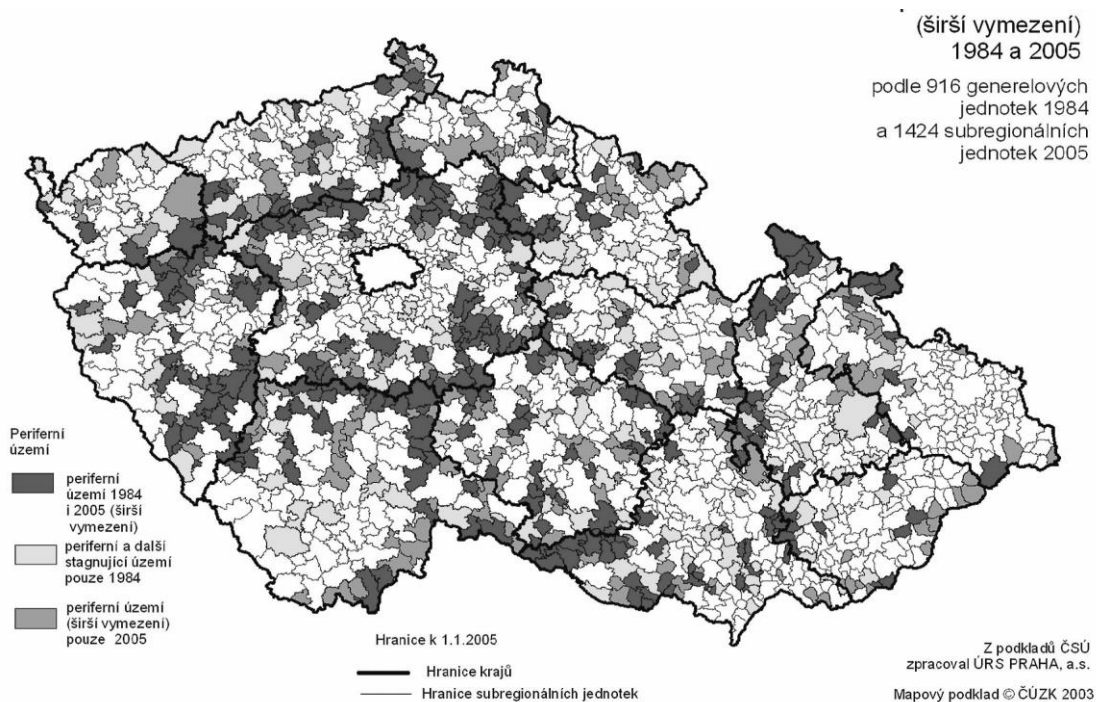 (širší vymezení)
1984 a 2005
podle 916 generelových
jednotek 1984
a 1424 subregionálních
jednotek 2005
Periferní
území
periferní
území 1984
i 2005 (širší
vymezení)
periferní a další
stagnující území
pouze 1984
periferní území
(širší vymezení)
pouze 2005
Hranice k 1.1.2005
Hranice krajů
Hranice subregionálních jednotek
Z podkladů ČSÚ
zpracoval ÚRS PRAHA, a.s.
Mapový podklad © ČÚZK 2003